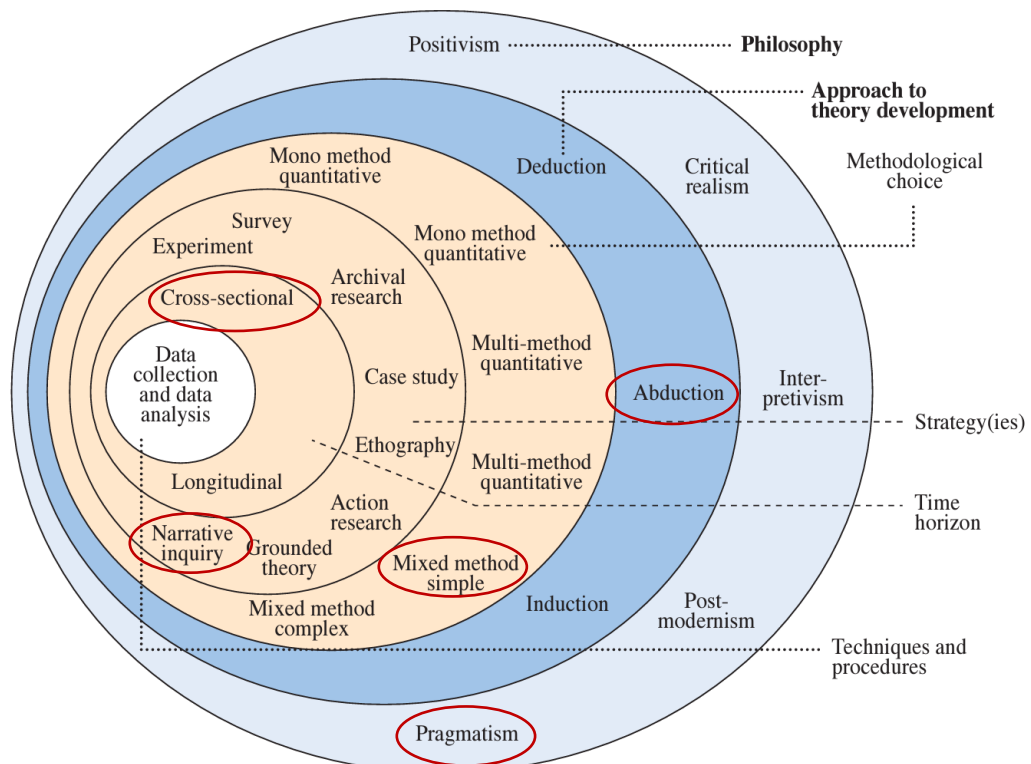 Positivism
Philosophy
Approach to
theory development
Mono method
quantitative
Deduction
Critical
realism
Methodological
choice
Survey
Experiment
Mono method
quantitative
Archival
research
Cross-sectional
Data
collection
and data
analysis
Multi-method
quantitative
Case study
Abduction
Inter-
pretivism
Strategy(ies)
Ethography
Multi-method
quantitative
Longitudinal
Action
research
Time
horizon
Narrative
inquiry
Grounded
theory
Mixed method
simple
Mixed method
complex
Induction
Post-
modernism
Techniques and
procedures
Pragmatism